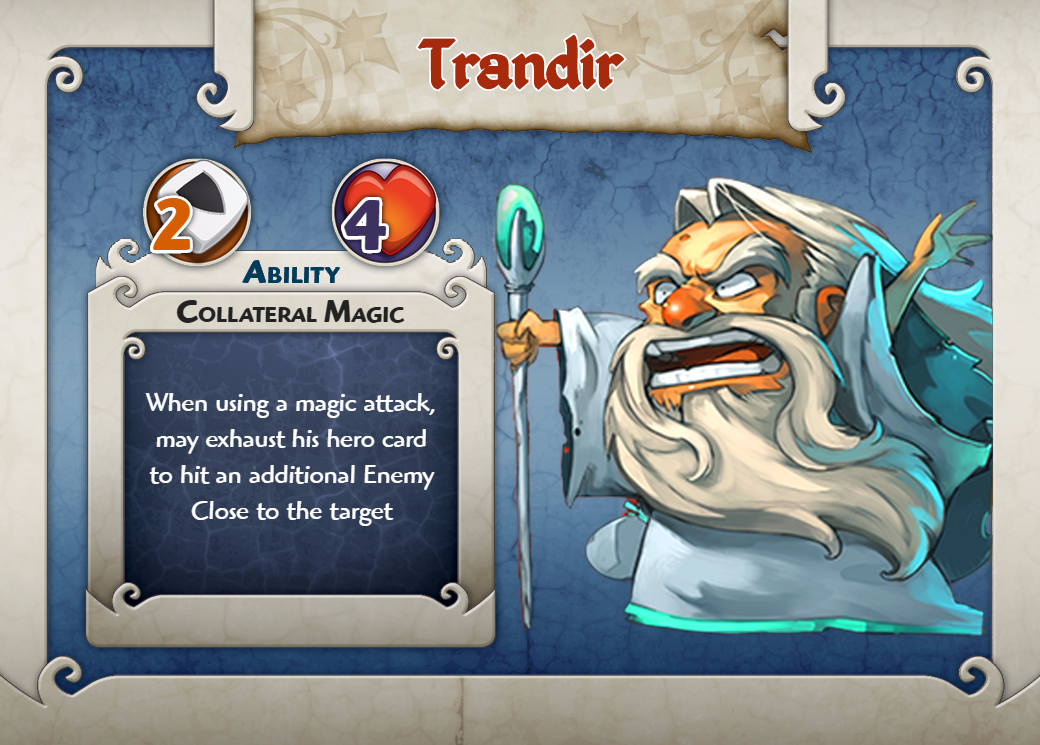 Trandir
2
4
Ability
Collateral Magic
When using a magic attack,
may exhaust his hero card
to hit an additional Enemy
Close to the target